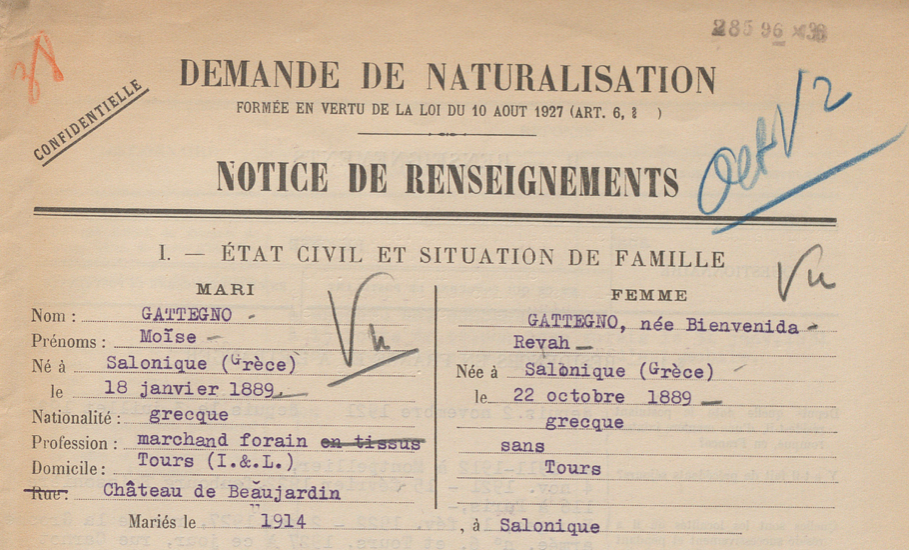 28596 X 36
38
CONFIDENTIELLE
DEMANDE DE NATURALISATION
FORMÉE EN VERTU DE LA LOI DU 10 AOUT 1927 (ART. 6, § )
NOTICE DE RENSEIGNEMENTS
I. — ÉTAT CIVIL ET SITUATION DE FAMILLE
Vu
Vu
MARI
Nom : GATTEGNO -
Prénoms : Moïse -
Né à Salonique (Grèce)
le 18 janvier 1889.
Nationalité : grecque
Profession : marchand forain en tissus
Domicile : Tours (I.&L.)
Rue : Château de Beaujardin
FEMME
GATTEGNO, née Bienvenida
Revah
Née à Salonique (Grèce)
le 22 octobre 1889
grecque
sans
Tours
Mariés le 1914 , à Salonique